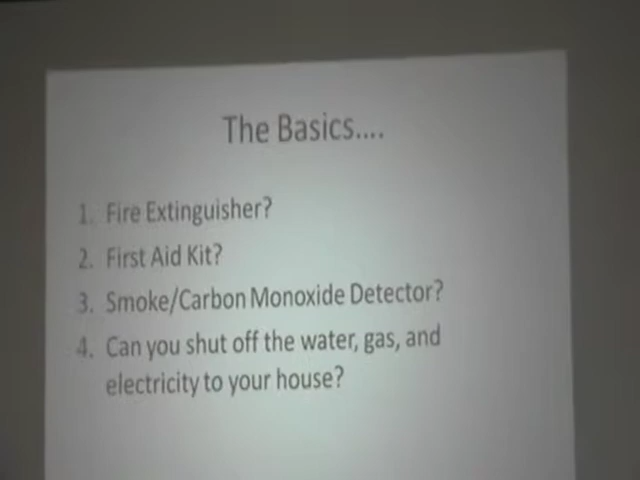 The Basics....
1. Fire Extinguisher?
2. First Aid Kit?
3. Smoke/Carbon Monoxide Detector?
4. Can you shut off the water, gas, and
electricity to your house?